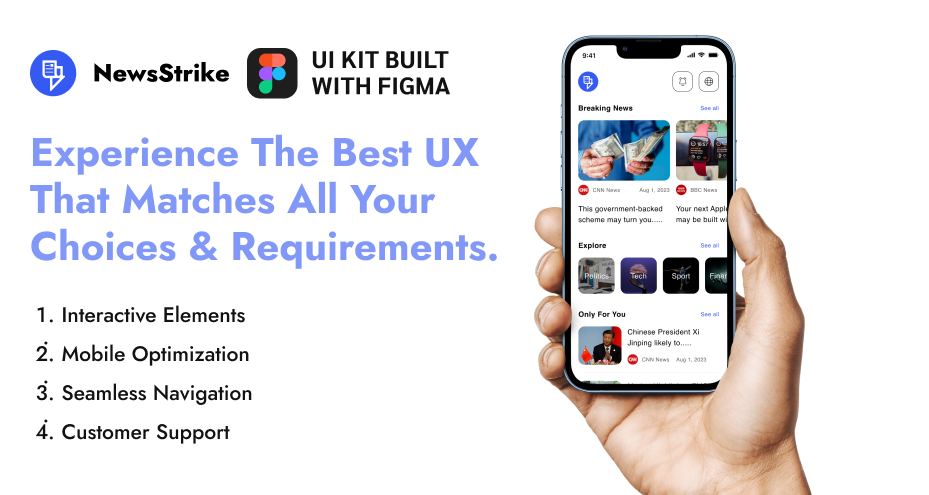 NewsStrike
UI KIT BUILT
WITH FIGMA
Experience The Best UX
That Matches All Your
Choices & Requirements.
1. Interactive Elements
2. Mobile Optimization
3. Seamless Navigation
4. Customer Support
9:41
Breaking News
See all
CNN News
Aug 1, 2023
BBC News
This government-backed
scheme may turn you.....
Your next Appl
may be built wi
Explore
See all
Politics
Tech
Sport
Finan
Only For You
See all
Chinese President Xi
Jinping likely to.....
CNN News
Aug 1, 2023